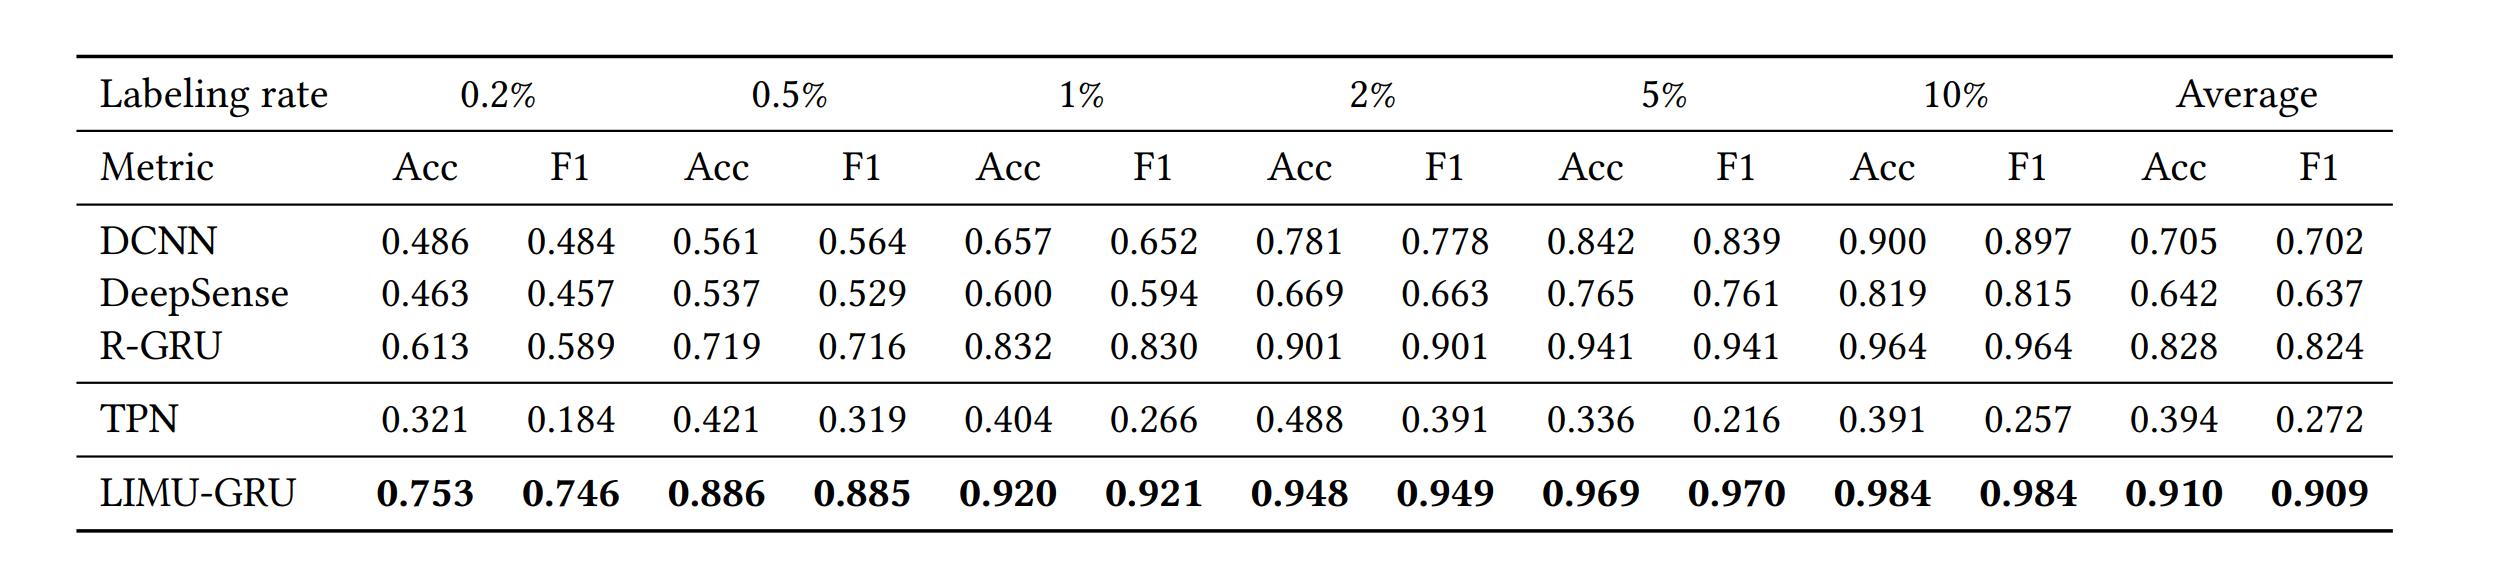 Labeling rate 0.2% 0.5% 1% 2% 5% 10% Average
Metric Acc F1 Acc F1 Acc F1 Acc F1 Acc F1 Acc F1 Acc F1
DCNN 0.486 0.484 0.561 0.564 0.657 0.652 0.781 0.778 0.842 0.839 0.900 0.897 0.705 0.702
DeepSense 0.463 0.457 0.537 0.529 0.600 0.594 0.669 0.663 0.765 0.761 0.819 0.815 0.642 0.637
R-GRU 0.613 0.589 0.719 0.716 0.832 0.830 0.901 0.901 0.941 0.941 0.964 0.964 0.828 0.824
TPN 0.321 0.184 0.421 0.319 0.404 0.266 0.488 0.391 0.336 0.216 0.391 0.257 0.394 0.272
LIMU-GRU 0.753 0.746 0.886 0.885 0.920 0.921 0.948 0.949 0.969 0.970 0.984 0.984 0.910 0.909